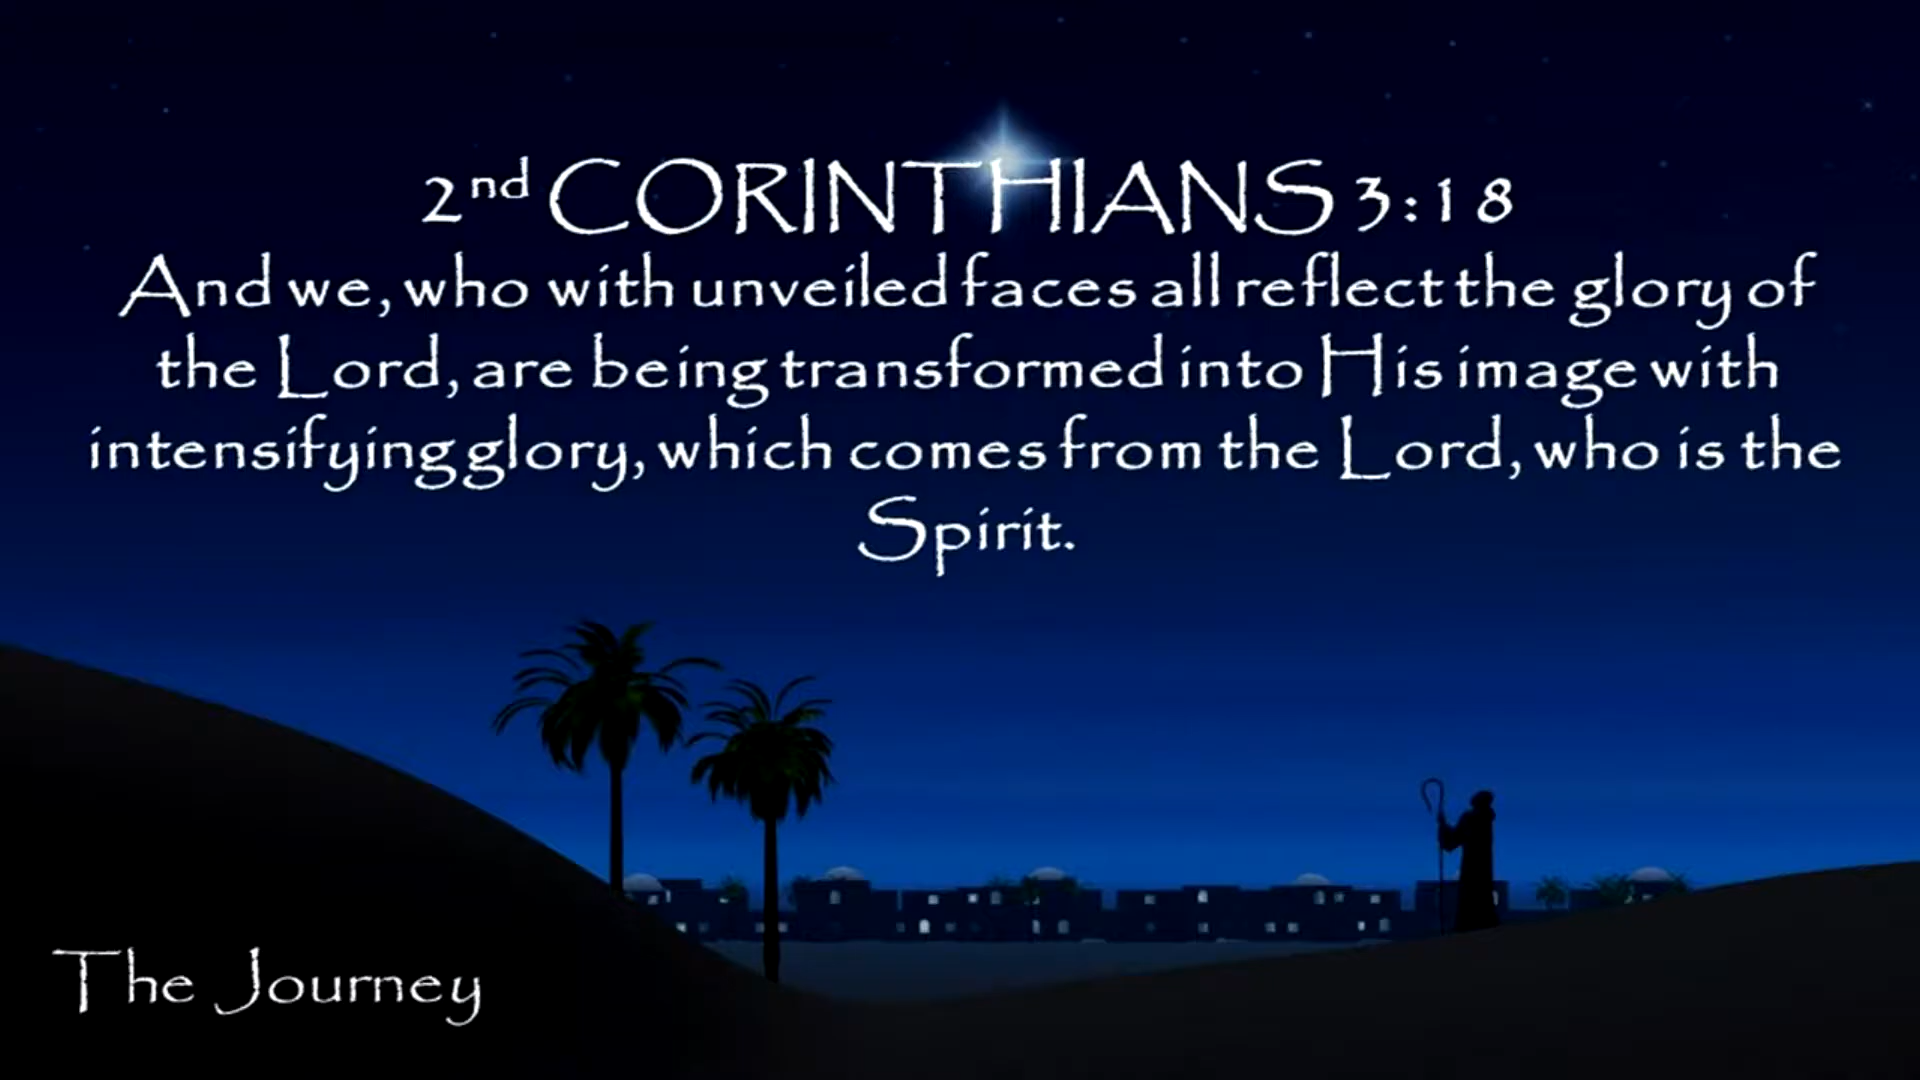 2nd CORINTHIANS 3:18
And we, who with unveiled faces all reflect the glory of
the Lord, are being transformed into His image with
intensifying glory, which comes from the Lord, who is the
Spirit.
The Journey